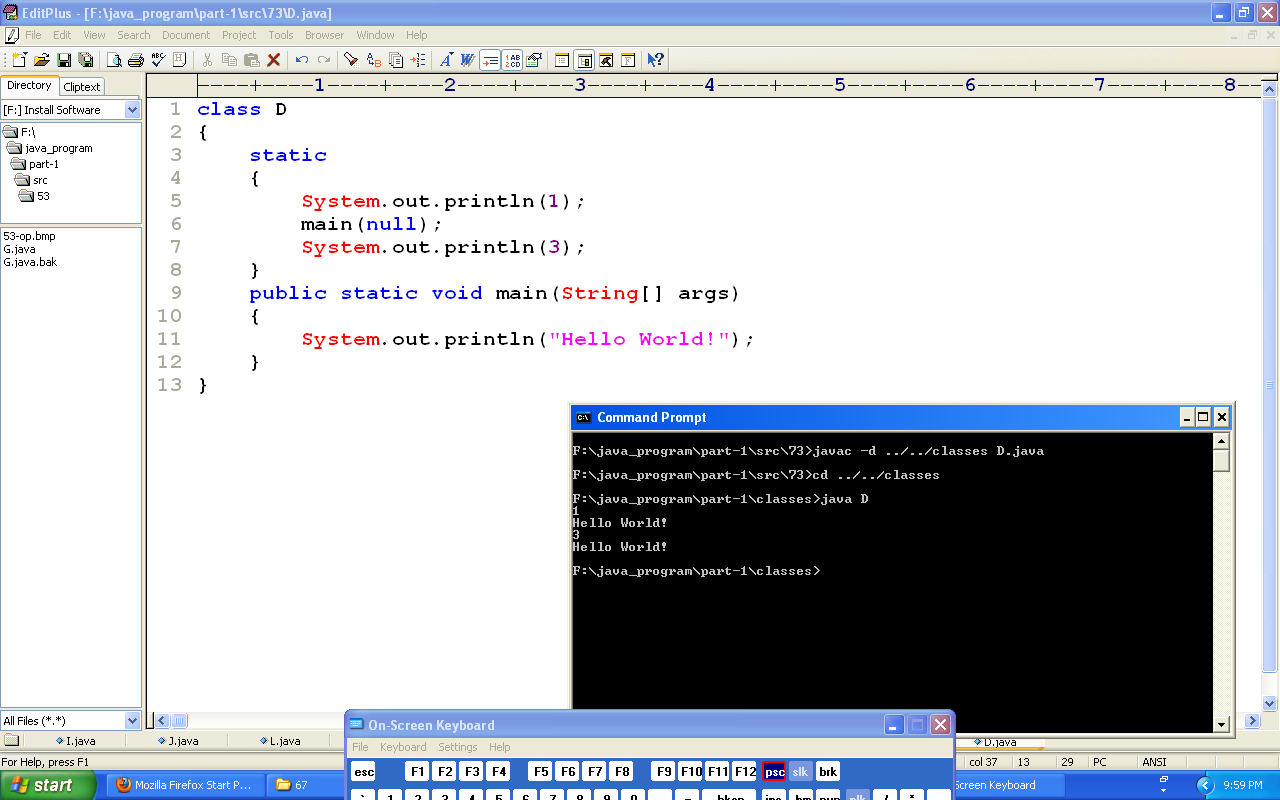 EditPlus - [F:\java_program\part-1\src\73\D.java]
File Edit View Search Document Project Tools Browser Window Help
Directory Cliptext
[F:] Install Software
F:\
java_program
part-1
src
53
53-op.bmp
G.java
G.java.bak
All Files (*.*)
----+----1----+----2----+----3----+----4----+----5----+----6----+----7----+----8--
1 class D
2 {
3 static
4 {
5 System.out.println(1);
6 main(null);
7 System.out.println(3);
8 }
9 public static void main(String[] args)
10 {
11 System.out.println("Hello World!");
12 }
13 }
Command Prompt
F:\java_program\part-1\src\73>javac -d ../../classes D.java
F:\java_program\part-1\src\73>cd ../../classes
F:\java_program\part-1\classes>java D
1
Hello World!
3
Hello World!
F:\java_program\part-1\classes>
On-Screen Keyboard
File Keyboard Settings Help
esc F1 F2 F3 F4 F5 F6 F7 F8 F9 F10 F11 F12 psc slk brk
I.java J.java L.java D.java
For Help, press F1 col 37 13 29 PC ANSI
start Mozilla Firefox Start P... 67 Screen Keyboard 9:59 PM